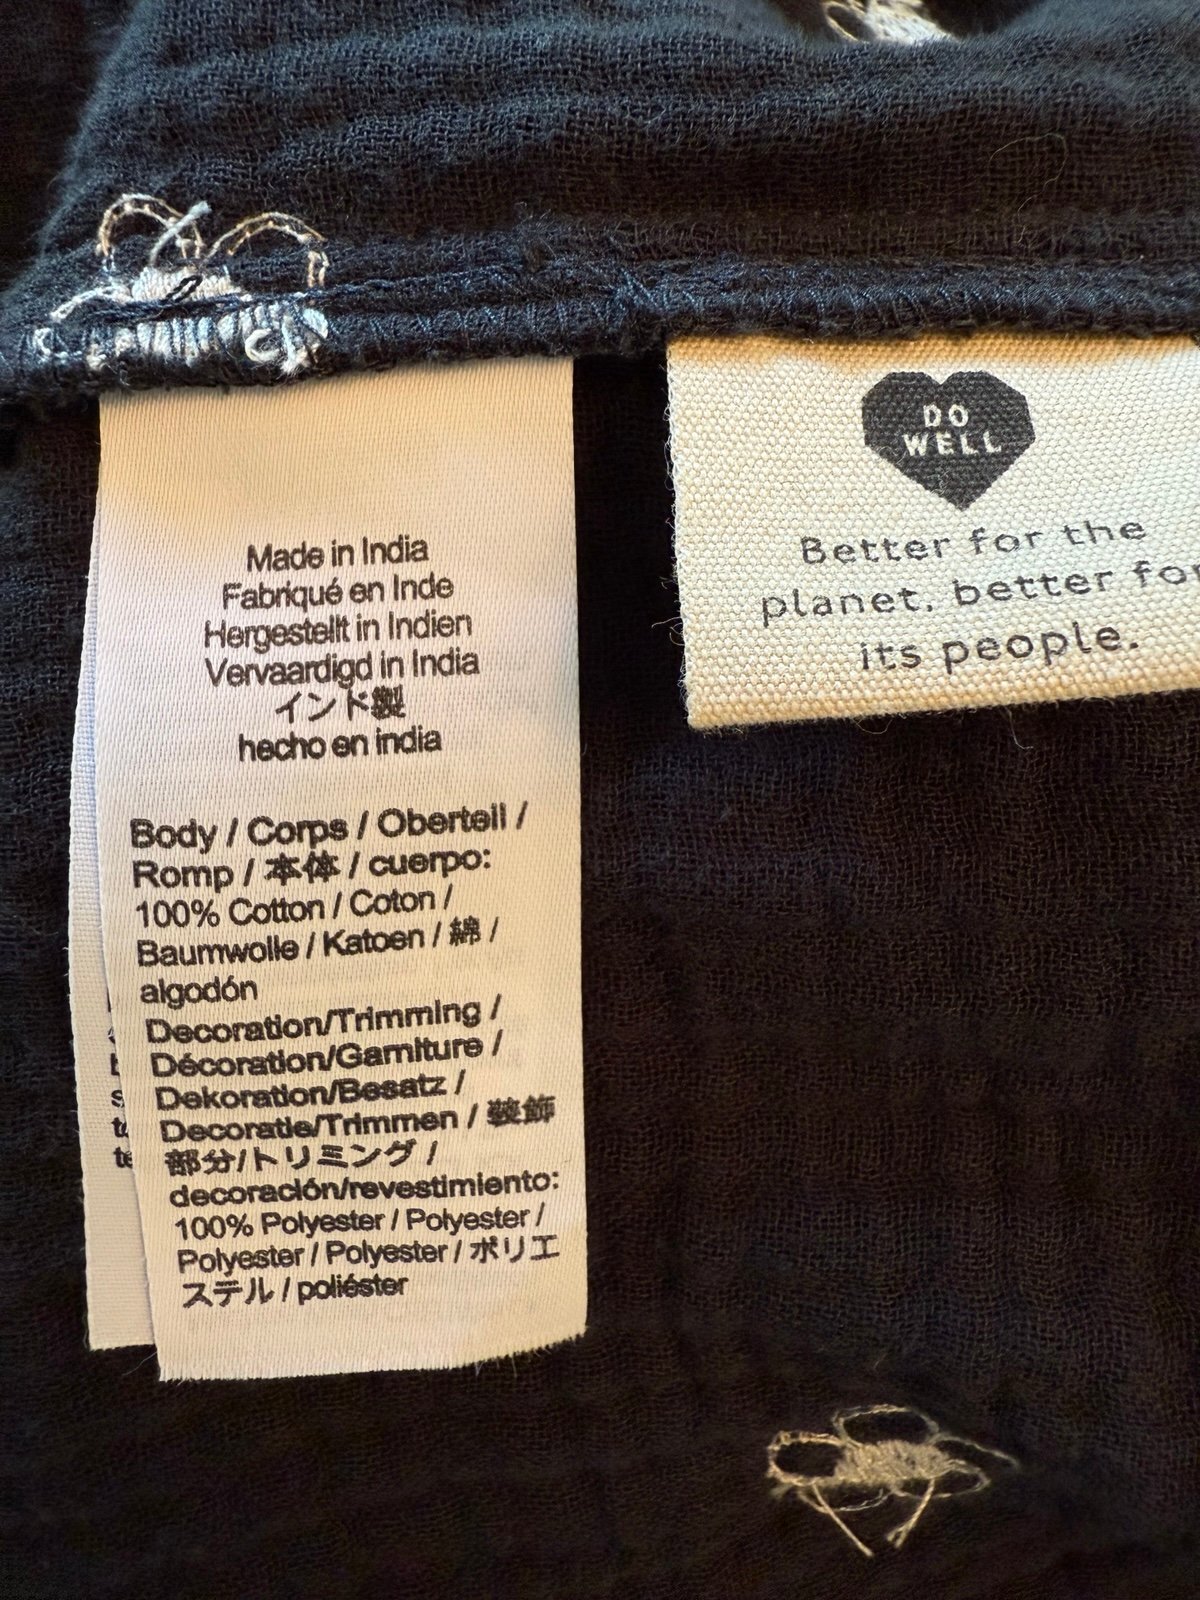 Made in India
Fabriqué en Inde
Hergestellt in Indien
Vervaardigd in India
インド製
hecho en india
Body / Corps / Oberteil /
Romp / 本体 / cuerpo:
100% Cotton / Coton /
Baumwolle / Katoen / 綿 /
algodón
Decoration/Trimming /
Décoration/Garniture /
Dekoration/Besatz /
Decoratie/Trimmen / 装飾
部分/トリミング /
decoración/revestimiento:
100% Polyester / Polyester /
Polyester / Polyester / ポリエ
ステル / poliéster
DO
WELL
Better for the
planet, better for
its people.